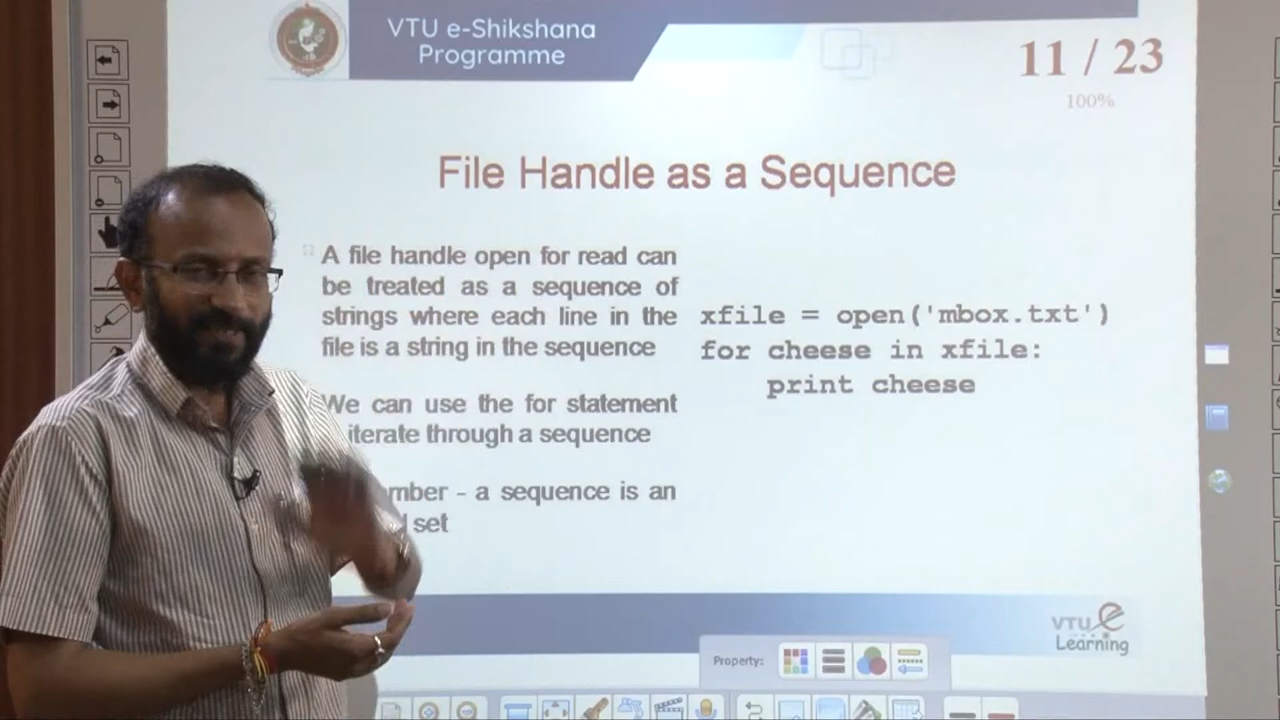 VTU e-Shikshana
Programme
11 / 23
100%
File Handle as a Sequence
A file handle open for read can
be treated as a sequence of
strings where each line in the
file is a string in the sequence
We can use the for statement
iterate through a sequence
- a sequence is an
set
xfile = open('mbox.txt')
for cheese in xfile:
print cheese
VTU e
Learning
Property: